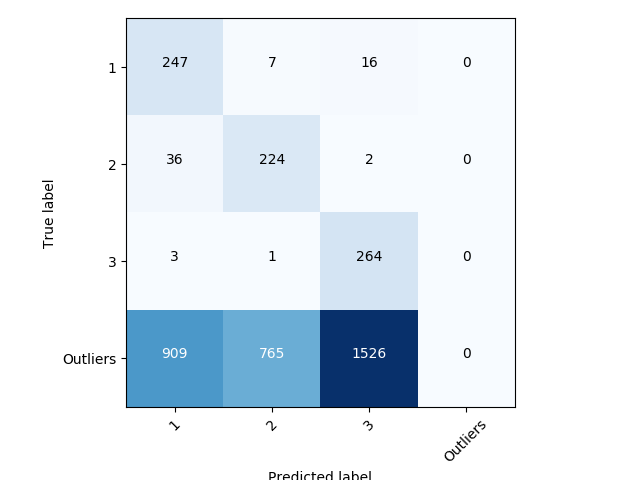 1 247 7 16 0
2 36 224 2 0
3 3 1 264 0
Outliers 909 765 1526 0
1 2 3 Outliers
True label
Predicted label